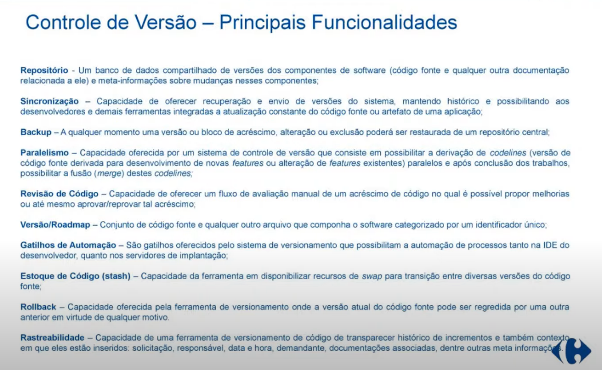 Controle de Versão – Principais Funcionalidades
Repositório - Um banco de dados compartilhado de versões dos componentes de software (código fonte e qualquer outra documentação
relacionada a ele) e meta-informações sobre mudanças nesses componentes;
Sincronização – Capacidade de oferecer recuperação e envio de versões do sistema, mantendo histórico e possibilitando aos
desenvolvedores e demais ferramentas integradas a atualização constante do código fonte ou artefato de uma aplicação;
Backup – A qualquer momento uma versão ou bloco de acréscimo, alteração ou exclusão poderá ser restaurada de um repositório central;
Paralelismo – Capacidade oferecida por um sistema de controle de versão que consiste em possibilitar a derivação de codelines (versão de
código fonte derivada para desenvolvimento de novas features ou alteração de features existentes) paralelos e após conclusão dos trabalhos,
possibilitar a fusão (merge) destes codelines;
Revisão de Código – Capacidade de oferecer um fluxo de avaliação manual de um acréscimo de código no qual é possível propor melhorias
ou até mesmo aprovar/reprovar tal acréscimo;
Versão/Roadmap – Conjunto de código fonte e qualquer outro arquivo que componha o software categorizado por um identificador único;
Gatilhos de Automação – São gatilhos oferecidos pelo sistema de versionamento que possibilitam a automação de processos tanto na IDE do
desenvolvedor, quanto nos servidores de implantação;
Estoque de Código (stash) – Capacidade da ferramenta em disponibilizar recursos de swap para transição entre diversas versões do código
fonte;
Rollback – Capacidade oferecida pela ferramenta de versionamento onde a versão atual do código fonte pode ser regredida por uma outra
anterior em virtude de qualquer motivo.
Rastreabilidade – Capacidade de uma ferramenta de versionamento de código de transparecer histórico de incrementos e também contexto
em que eles estão inseridos: solicitação, responsável, data e hora, demandante, documentações associadas, dentre outras meta informações.